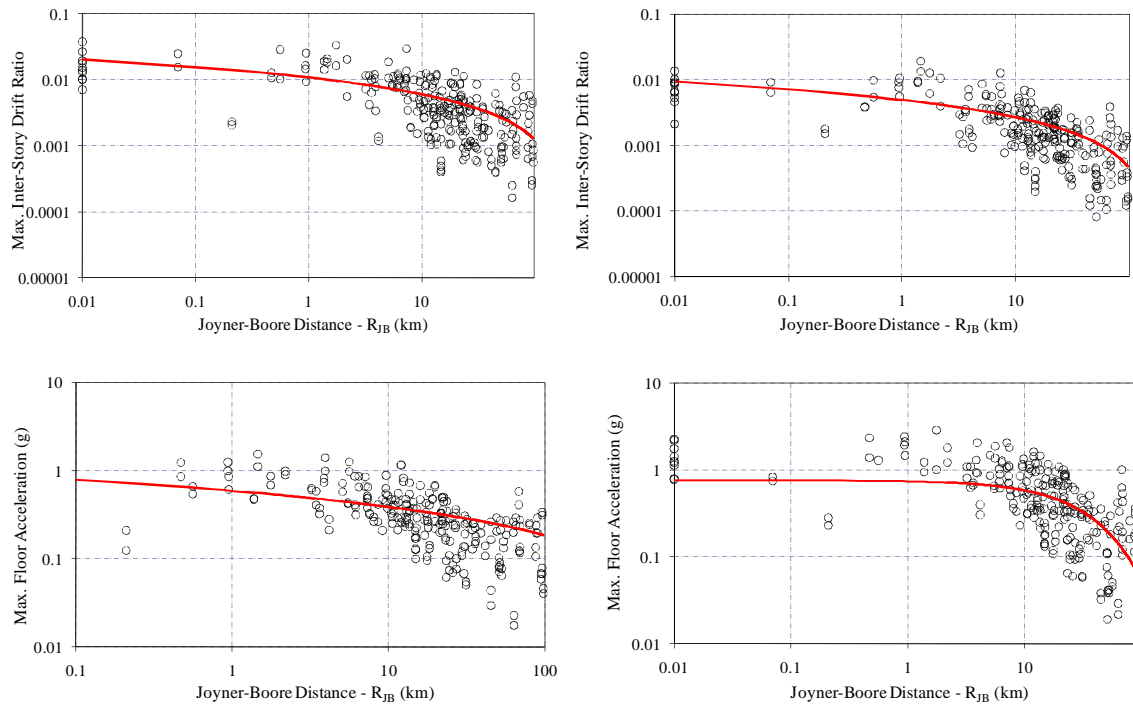 0.1
0.01
0.001
0.0001
0.00001
Max. Inter-Story Drift Ratio
0.01 0.1 1 10
Joyner-Boore Distance - RJB (km)
0.1
0.01
0.001
0.0001
0.00001
Max. Inter-Story Drift Ratio
0.01 0.1 1 10
Joyner-Boore Distance - RJB (km)
10
1
0.1
0.01
Max. Floor Acceleration (g)
0.1 1 10 100
Joyner-Boore Distance - RJB (km)
10
1
0.1
0.01
Max. Floor Acceleration (g)
0.01 0.1 1 10
Joyner-Boore Distance - RJB (km)